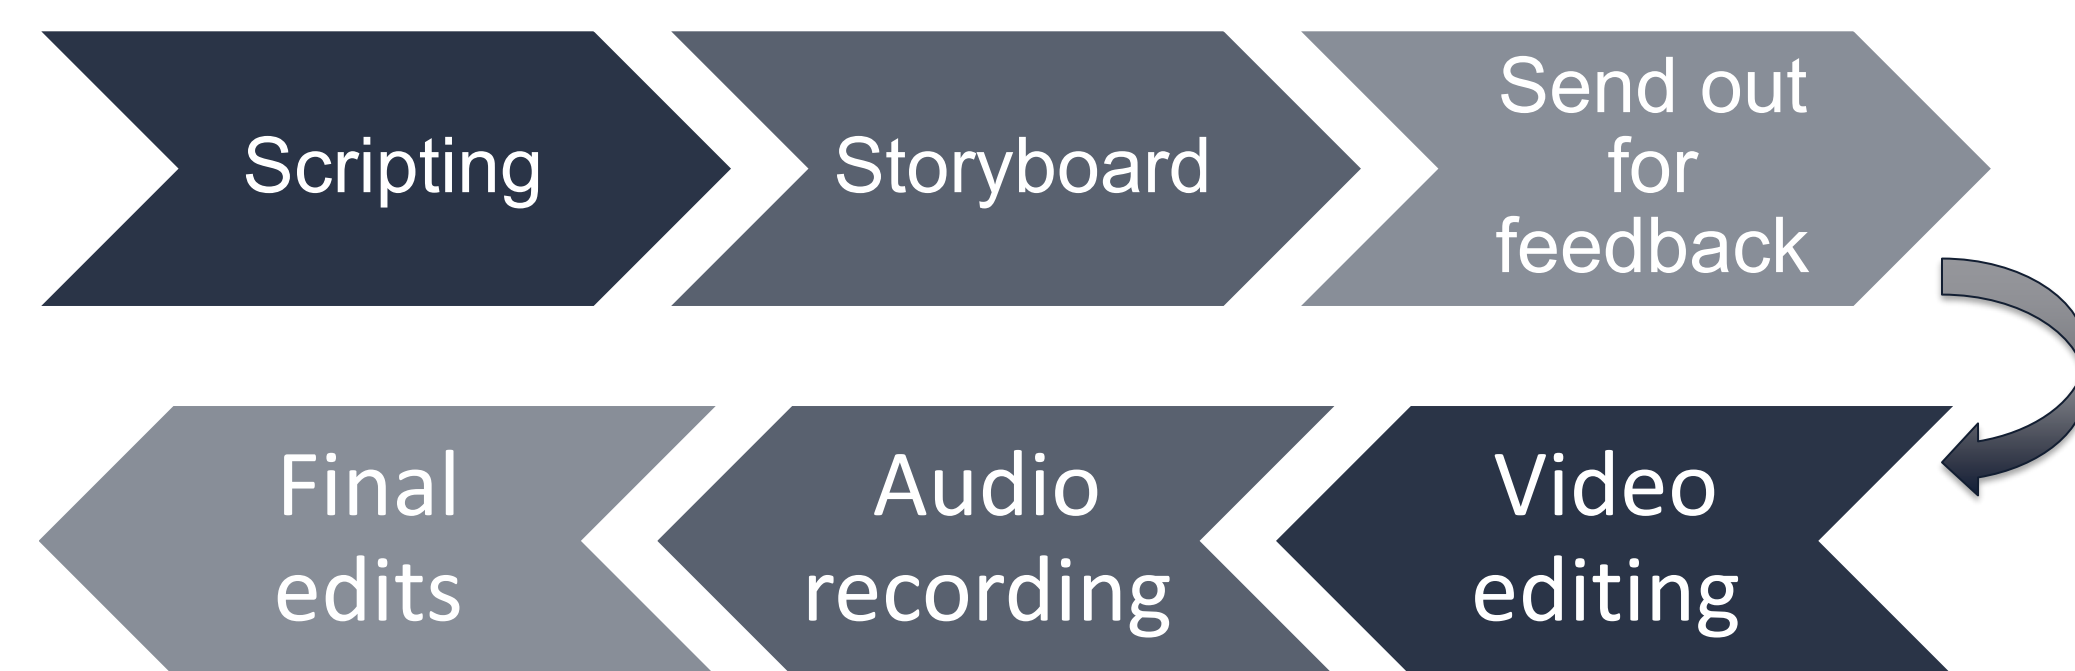 Scripting
Storyboard
Send out
for
feedback
Video
editing
Audio
recording
Final
edits